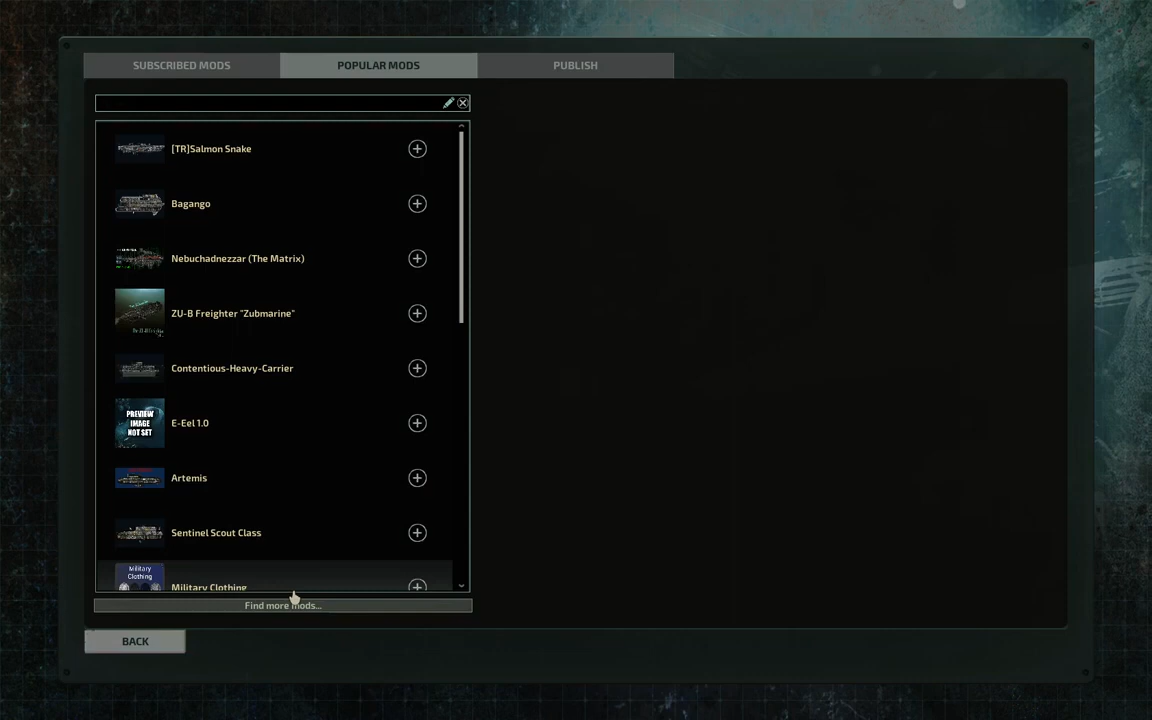 SUBSCRIBED MODS
POPULAR MODS
PUBLISH
[TR]Salmon Snake
Bagango
Nebuchadnezzar (The Matrix)
ZU-B Freighter "Zubmarine"
Contentious-Heavy-Carrier
PREVIEW
IMAGE
NOT SET
E-Eel 1.0
Artemis
Sentinel Scout Class
Military
Clothing
Military Clothing
Find more mods...
BACK